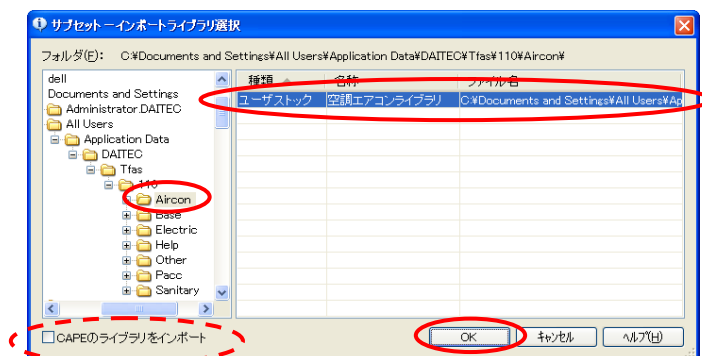 サブセット－インポートライブラリ選択
フォルダ(F): C:¥Documents and Settings¥All Users¥Application Data¥DAITEC¥Tfas¥110¥Aircon¥
dell
Documents and Settings
Administrator.DAITEC
All Users
Application Data
DAITEC
Tfas
110
Aircon
Base
Electric
Help
Other
Pacc
Sanitary
種類 名称 ファイル名
ユーザストック 空調エアコンライブラリ C:¥Documents and Settings¥All Users¥Ap
CAPEのライブラリをインポート
OK キャンセル ヘルプ(H)